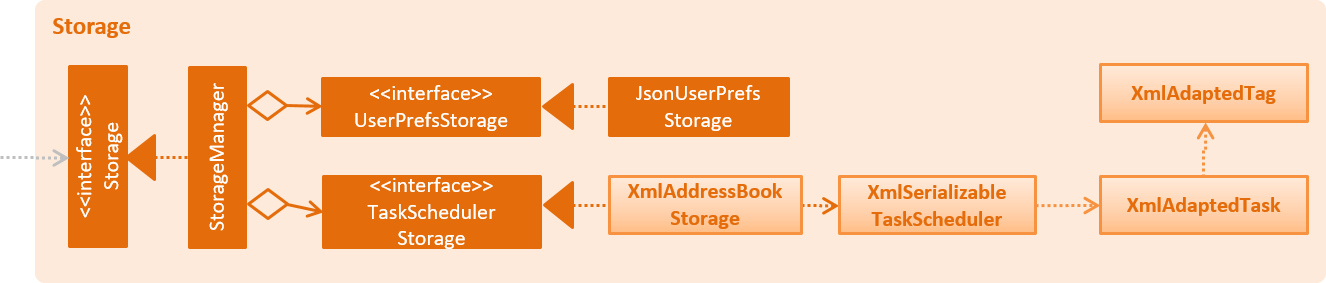 Storage
<<interface>>
Storage
StorageManager
<<interface>>
UserPrefsStorage
JsonUserPrefs
Storage
<<interface>>
TaskScheduler
Storage
XmlAddressBook
Storage
XmlSerializable
TaskScheduler
XmlAdaptedTag
XmlAdaptedTask